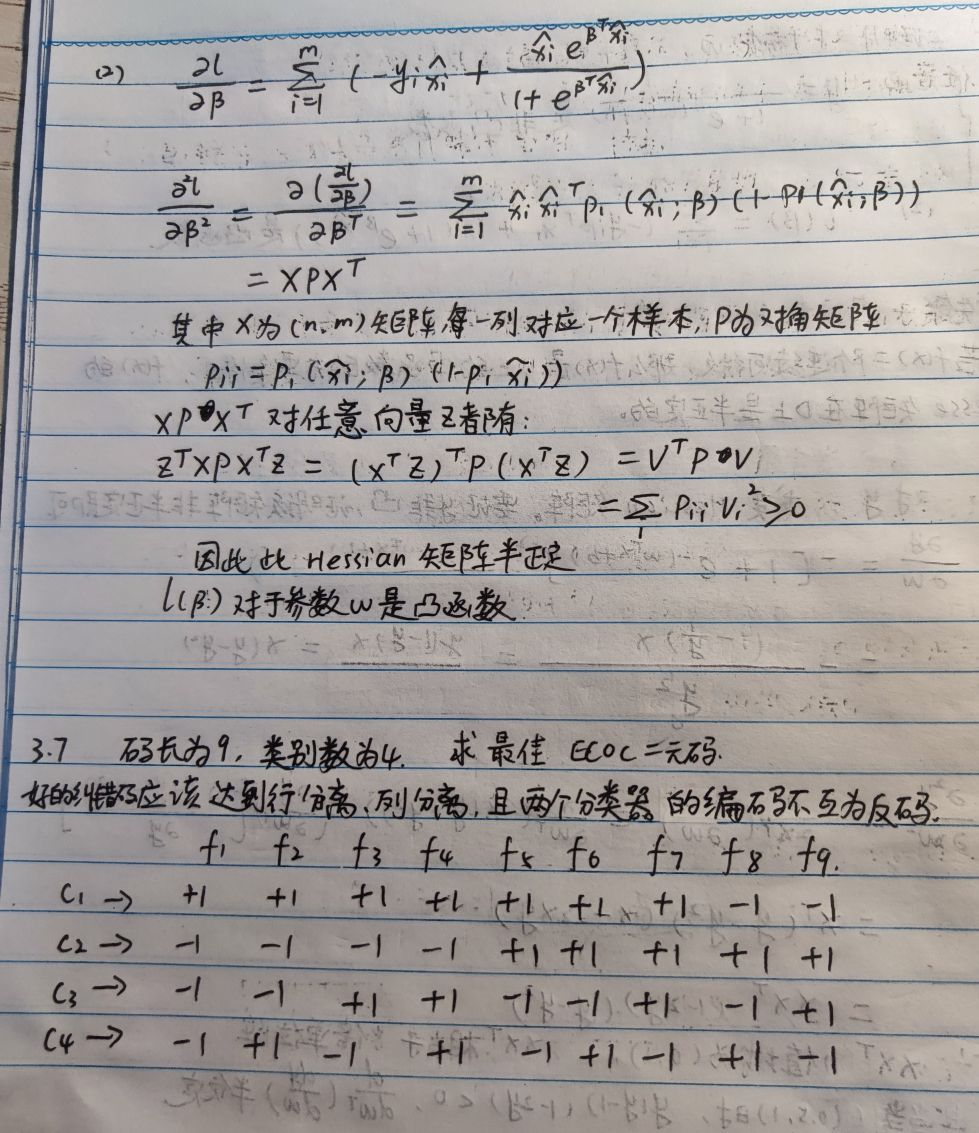 (2) ∂l/∂β = Σ_{i=1}^{m} (-y_i x̂_i + x̂_i e^{β^T x̂_i} / (1 + e^{β^T x̂_i}))
∂²l/∂β² = ∂(∂l/∂β)/∂β^T = Σ_{i=1}^{m} x̂_i x̂_i^T p_1 (x̂_i; β) (1-p_1(x̂_i; β))
= XPX^T
其中X为(n, m)矩阵,每一列对应一个样本, P为对角矩阵
P_{ii} = P_1 (x̂_i; β) (1-p_1 x̂_i))
XPX^T 对任意向量Z都有:
Z^T X P X^T Z = (X^T Z)^T P (X^T Z) = V^T P V
= Σ_i P_{ii} V_i² ≥ 0
因此此 Hessian 矩阵半正定
l(β) 对于参数 w 是凸函数
3.7 码长为9, 类别数为4. 求最佳 ECOC 二元码.
好的纠错码应该达到行分离、列分离, 且两个分类器的编码不互为反码.
f1 f2 f3 f4 f5 f6 f7 f8 f9.
C1 → +1 +1 +1 +1 +1 +1 +1 -1 -1
C2 → -1 -1 -1 -1 +1 +1 +1 +1 +1
C3 → -1 -1 +1 +1 -1 -1 +1 -1 +1
C4 → -1 +1 -1 +1 -1 +1 -1 +1 -1